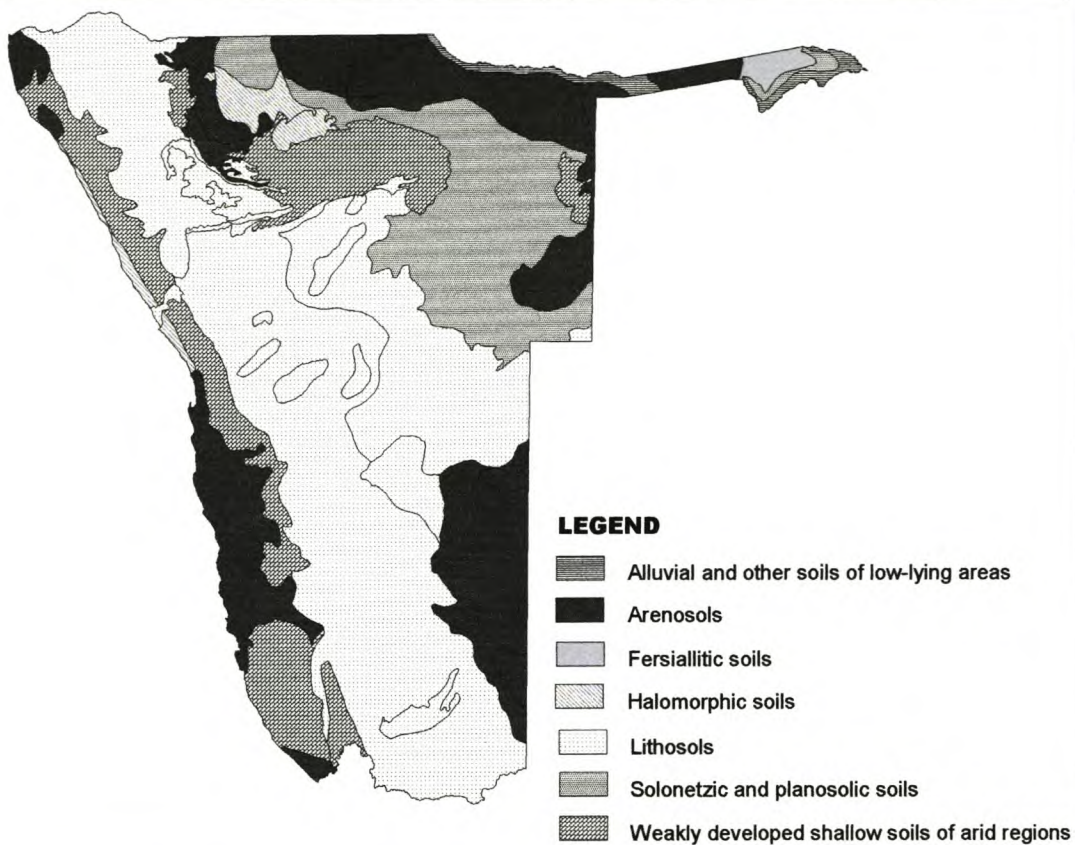 LEGEND
Alluvial and other soils of low-lying areas
Arenosols
Fersiallitic soils
Halomorphic soils
Lithosols
Solonetzic and planosolic soils
Weakly developed shallow soils of arid regions